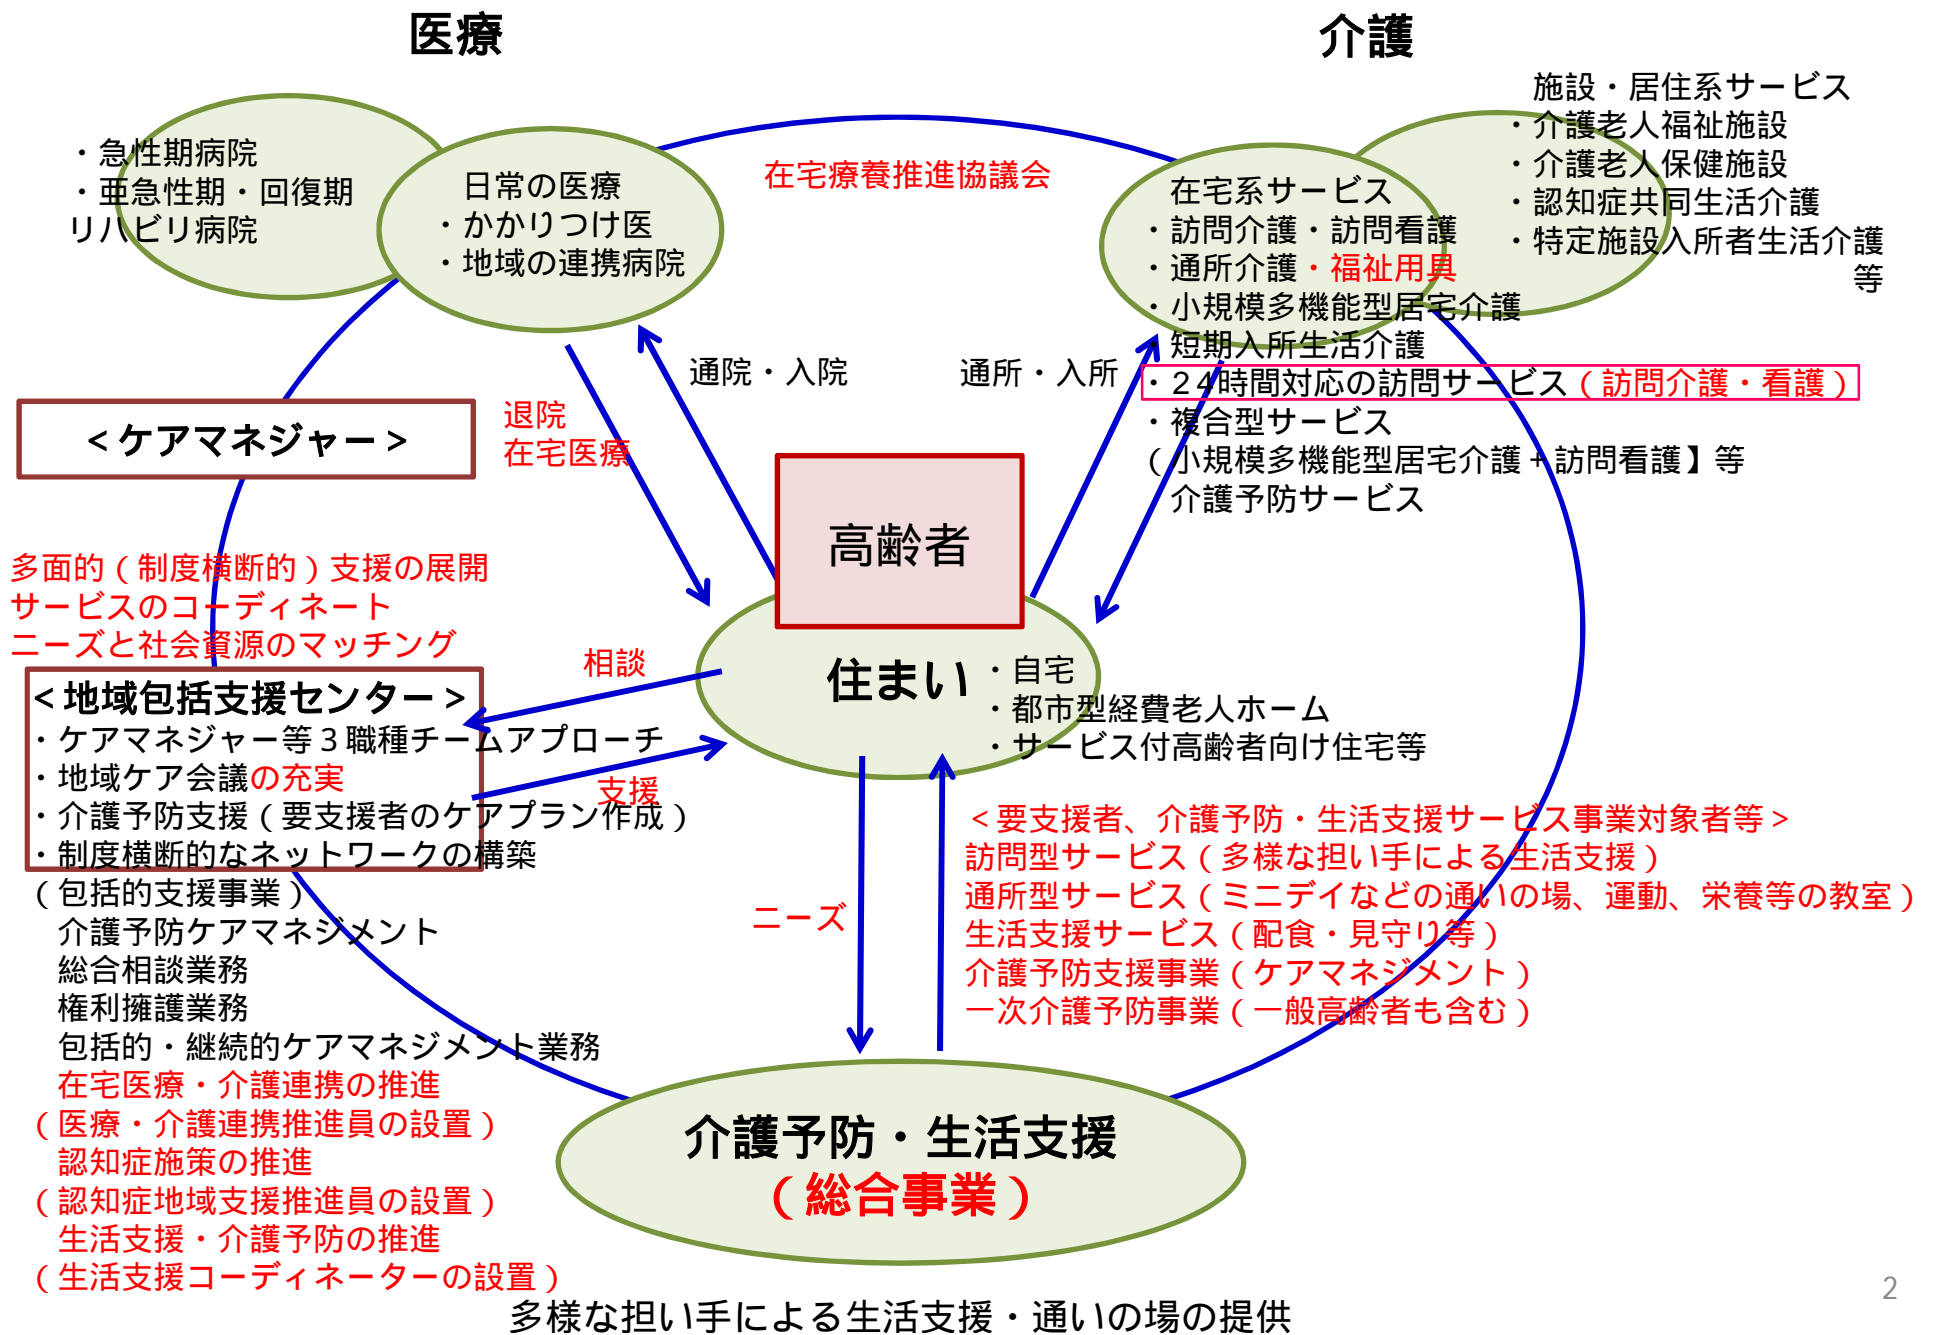 医療
介護
・急性期病院
・亜急性期・回復期
リハビリ病院
日常の医療
・かかりつけ医
・地域の連携病院
在宅療養推進協議会
在宅系サービス
・訪問介護・訪問看護
・通所介護・福祉用具
・小規模多機能型居宅介護
・短期入所生活介護
・24時間対応の訪問サービス（訪問介護・看護）
・複合型サービス
（小規模多機能型居宅介護＋訪問看護】等
介護予防サービス
施設・居住系サービス
・介護老人福祉施設
・介護老人保健施設
・認知症共同生活介護
・特定施設入所者生活介護
等
通院・入院
通所・入所
退院
在宅医療
＜ケアマネジャー＞
高齢者
多面的（制度横断的）支援の展開
サービスのコーディネート
ニーズと社会資源のマッチング
相談
住まい
・自宅
・都市型経費老人ホーム
・サービス付高齢者向け住宅等
＜地域包括支援センター＞
・ケアマネジャー等３職種チームアプローチ
・地域ケア会議の充実
支援
・介護予防支援（要支援者のケアプラン作成）
・制度横断的なネットワークの構築
（包括的支援事業）
介護予防ケアマネジメント
総合相談業務
権利擁護業務
包括的・継続的ケアマネジメント業務
在宅医療・介護連携の推進
（医療・介護連携推進員の設置）
認知症施策の推進
（認知症地域支援推進員の設置）
生活支援・介護予防の推進
（生活支援コーディネーターの設置）
ニーズ
＜要支援者、介護予防・生活支援サービス事業対象者等＞
訪問型サービス（多様な担い手による生活支援）
通所型サービス（ミニデイなどの通いの場、運動、栄養等の教室）
生活支援サービス（配食・見守り等）
介護予防支援事業（ケアマネジメント）
一次介護予防事業（一般高齢者も含む）
介護予防・生活支援
（総合事業）
多様な担い手による生活支援・通いの場の提供
2